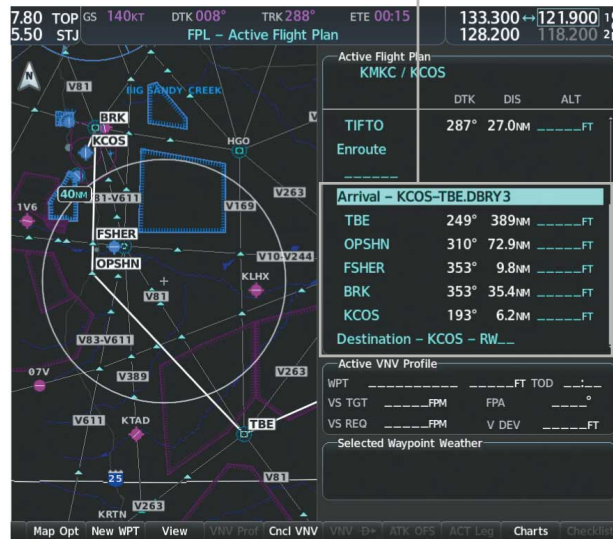 7.80 TOP GS 140KT DTK 008° TRK 288° ETE 00:15 133.300 ↔ 121.900
5.50 STJ FPL – Active Flight Plan 128.200 118.200
N
V81
BIG SANDY CREEK
BRK
KCOS
HGO
40NM
81-V611
V169
V263
1V6
FSHER
V10-V244
OPSHN
KLHX
V81
V83-V611
07V
V389
V263
V611
KTAD
TBE
25
V81
V263
KRTN
Active Flight Plan
KMKC / KCOS
DTK DIS ALT
TIFTO 287° 27.0NM _____FT
Enroute
______
Arrival – KCOS-TBE.DBRY3
TBE 249° 389NM _____FT
OPSHN 310° 72.9NM _____FT
FSHER 353° 9.8NM _____FT
BRK 353° 35.4NM _____FT
KCOS 193° 6.2NM _____FT
Destination – KCOS – RW__
Active VNV Profile
WPT __________ _____FT TOD __:__
VS TGT _____FPM FPA ____°
VS REQ _____FPM V DEV _____FT
Selected Waypoint Weather
Map Opt New WPT View VNV Prof Cncl VNV VNV -D→ ATK OFS ACT Leg Charts Checklist